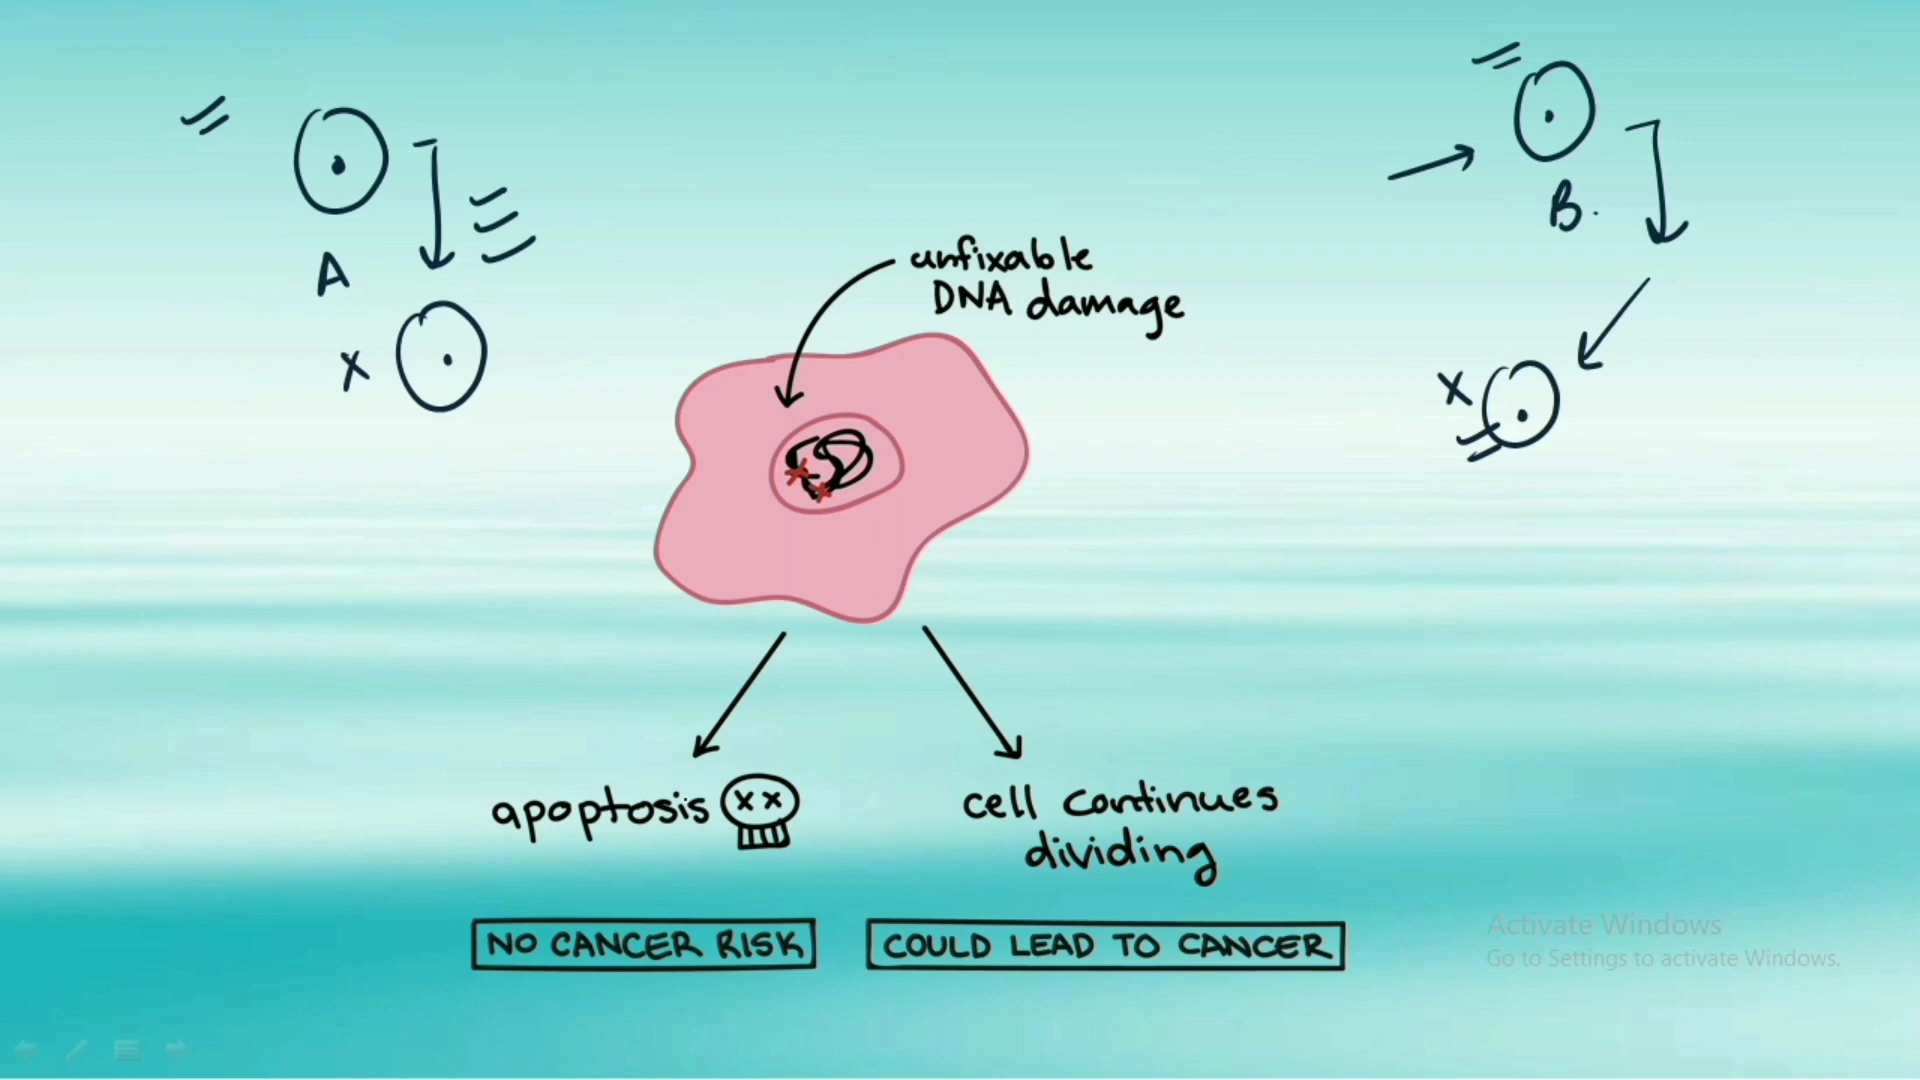 A
X
B.
X
unfixable
DNA damage
apoptosis
cell continues
dividing
NO CANCER RISK
COULD LEAD TO CANCER
Activate Windows
Go to Settings to activate Windows.